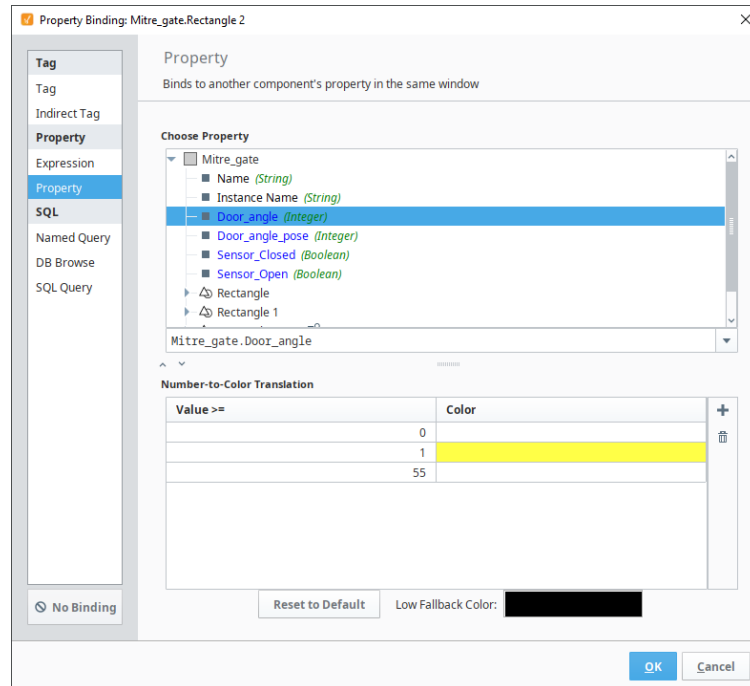 Property Binding: Mitre_gate.Rectangle 2
Tag
Tag
Indirect Tag
Property
Expression
Property
SQL
Named Query
DB Browse
SQL Query
No Binding
Property
Binds to another component's property in the same window
Choose Property
Mitre_gate
Name (String)
Instance Name (String)
Door_angle (Integer)
Door_angle_pose (Integer)
Sensor_Closed (Boolean)
Sensor_Open (Boolean)
Rectangle
Rectangle 1
Mitre_gate.Door_angle
Number-to-Color Translation
Value >= Color
0
1
55
Reset to Default Low Fallback Color:
OK Cancel